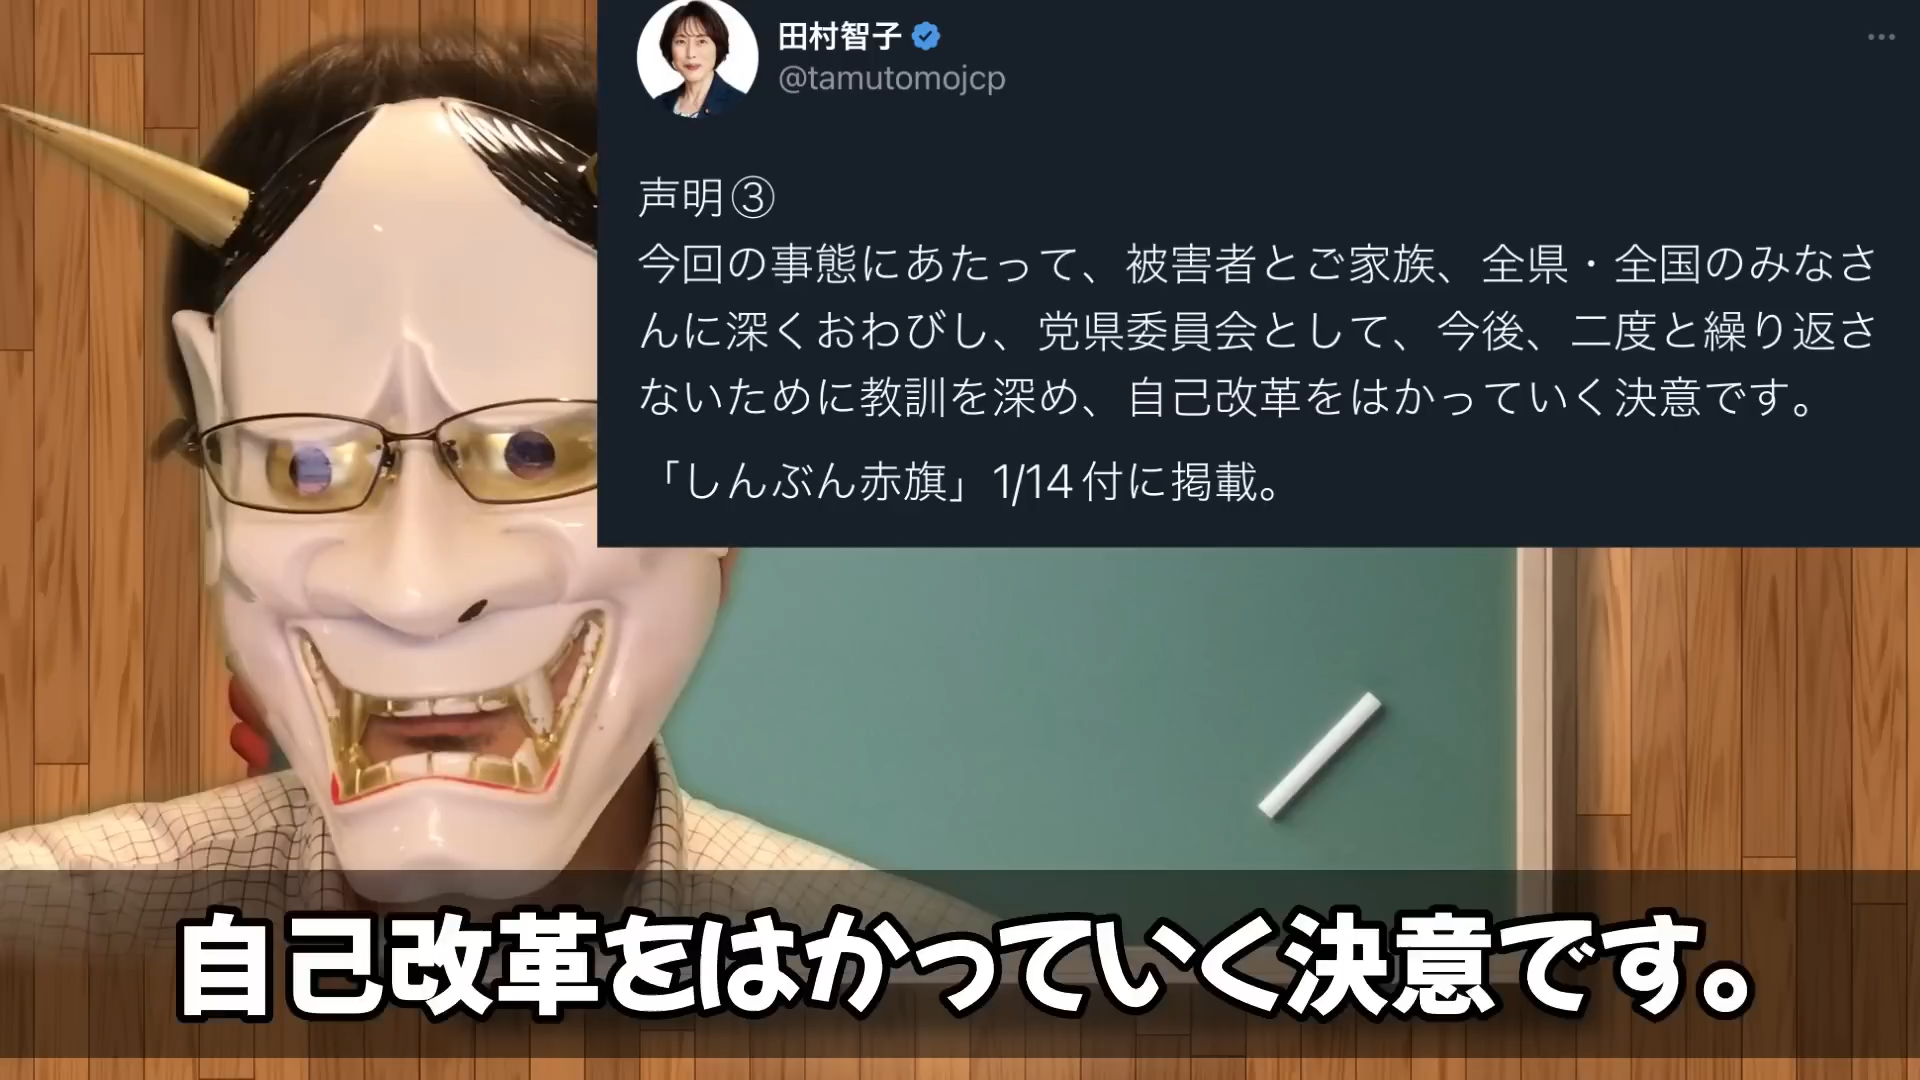 田村智子
@tamutomojcp
声明③
今回の事態にあたって、被害者とご家族、全県・全国のみなさ
んに深くおわびし、党県委員会として、今後、二度と繰り返さ
ないために教訓を深め、自己改革をはかっていく決意です。
「しんぶん赤旗」1/14付に掲載。
自己改革をはかっていく決意です。